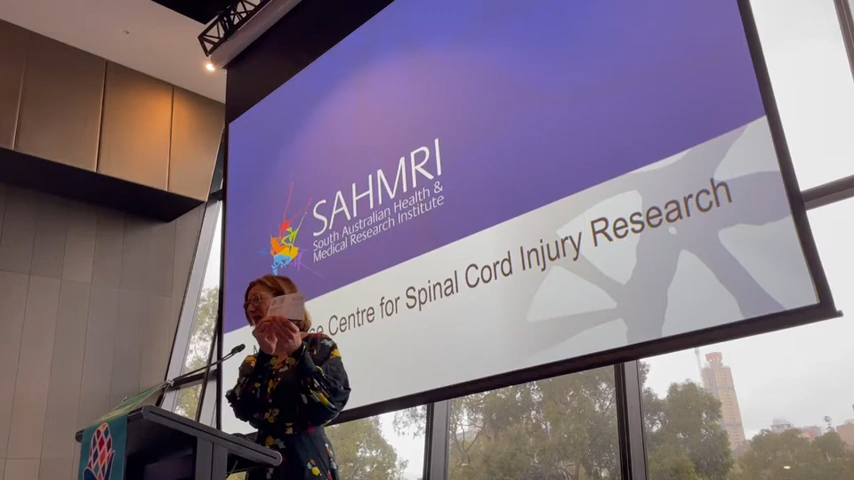 SAHMRI
South Australian Health &
Medical Research Institute
Centre for Spinal Cord Injury Research